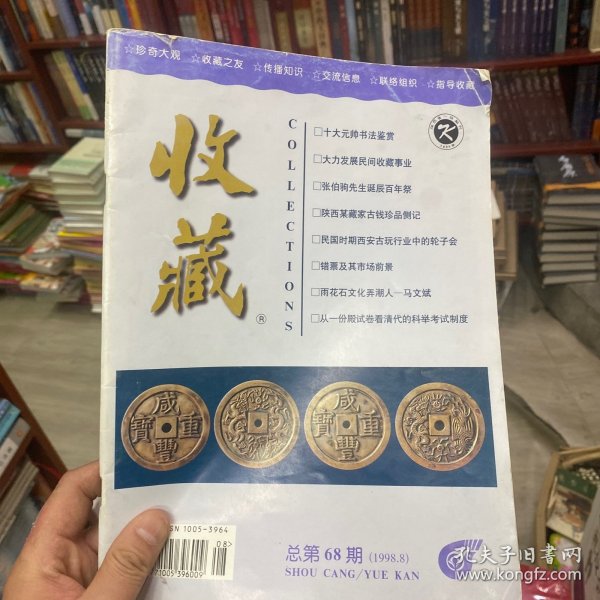 ☆珍奇大观 ☆收藏之友 ☆传播知识 ☆交流信息 ☆联络组织 ☆指导收藏
收藏®
COLLECTIONS
□十大元帅书法鉴赏
□大力发展民间收藏事业
□张伯驹先生诞辰百年祭
□陕西某藏家古钱珍品侧记
□民国时期西安古玩行业中的轮子会
□错票及其市场前景
□雨花石文化弄潮人—马文斌
□从一份殿试卷看清代的科举考试制度
K
咸豐重寶
咸豐重寶
SN 1005-3964
08>
771005396009
总第68期(1998.8)
SHOU CANG/YUE KAN
孔夫子旧书网
www.kongfz.com